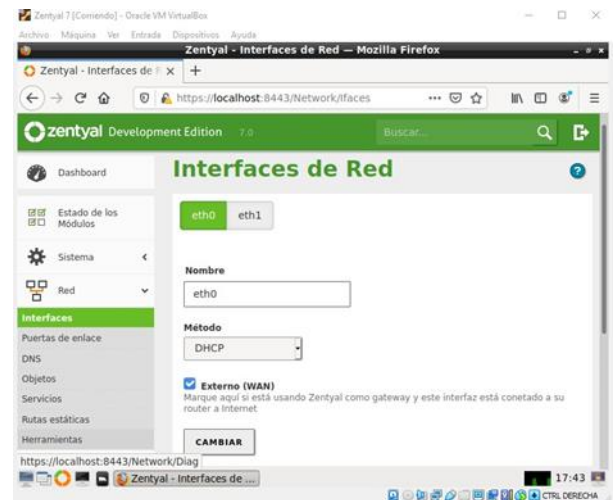 Zentyal 7 [Corriendo] - Oracle VM VirtualBox
Archivo Máquina Ver Entrada Dispositivos Ayuda
Zentyal - Interfaces de Red — Mozilla Firefox
Zentyal - Interfaces de R
https://localhost:8443/Network/Ifaces
zentyal Development Edition 7.0
Buscar...
Dashboard
Interfaces de Red
eth0 eth1
Estado de los
Módulos
Sistema
Red
Nombre
eth0
Interfaces
Puertas de enlace
Método
DHCP
DNS
Objetos
Externo (WAN)
Servicios
Marque aquí si está usando Zentyal como gateway y este interfaz está conetado a su
router a Internet
Rutas estáticas
Herramientas
CAMBIAR
https://localhost:8443/Network/Diag
Zentyal - Interfaces de ...
17:43
CTRL DERECHA